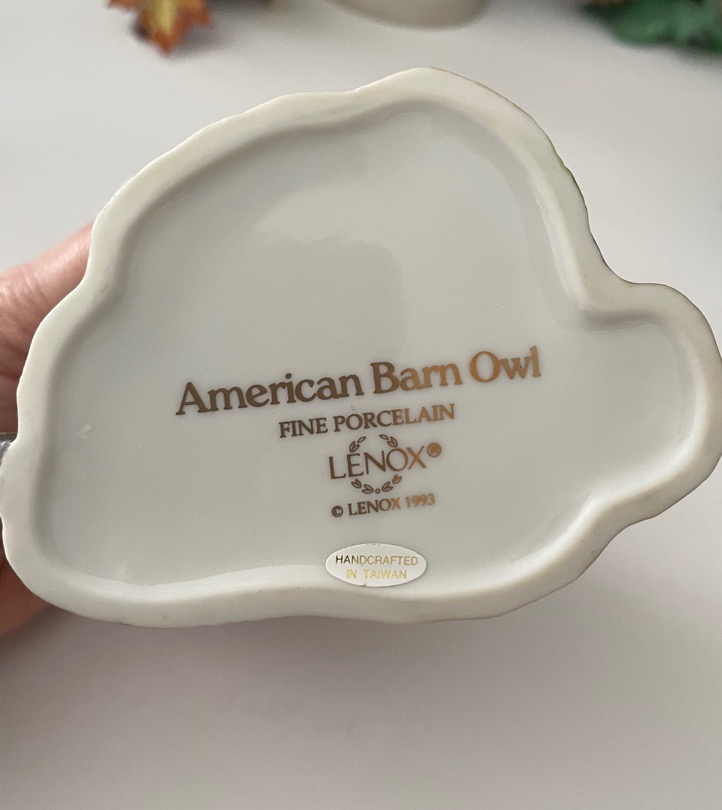 American Barn Owl
FINE PORCELAIN
LENOX®
© LENOX 1993
HANDCRAFTED
IN TAIWAN